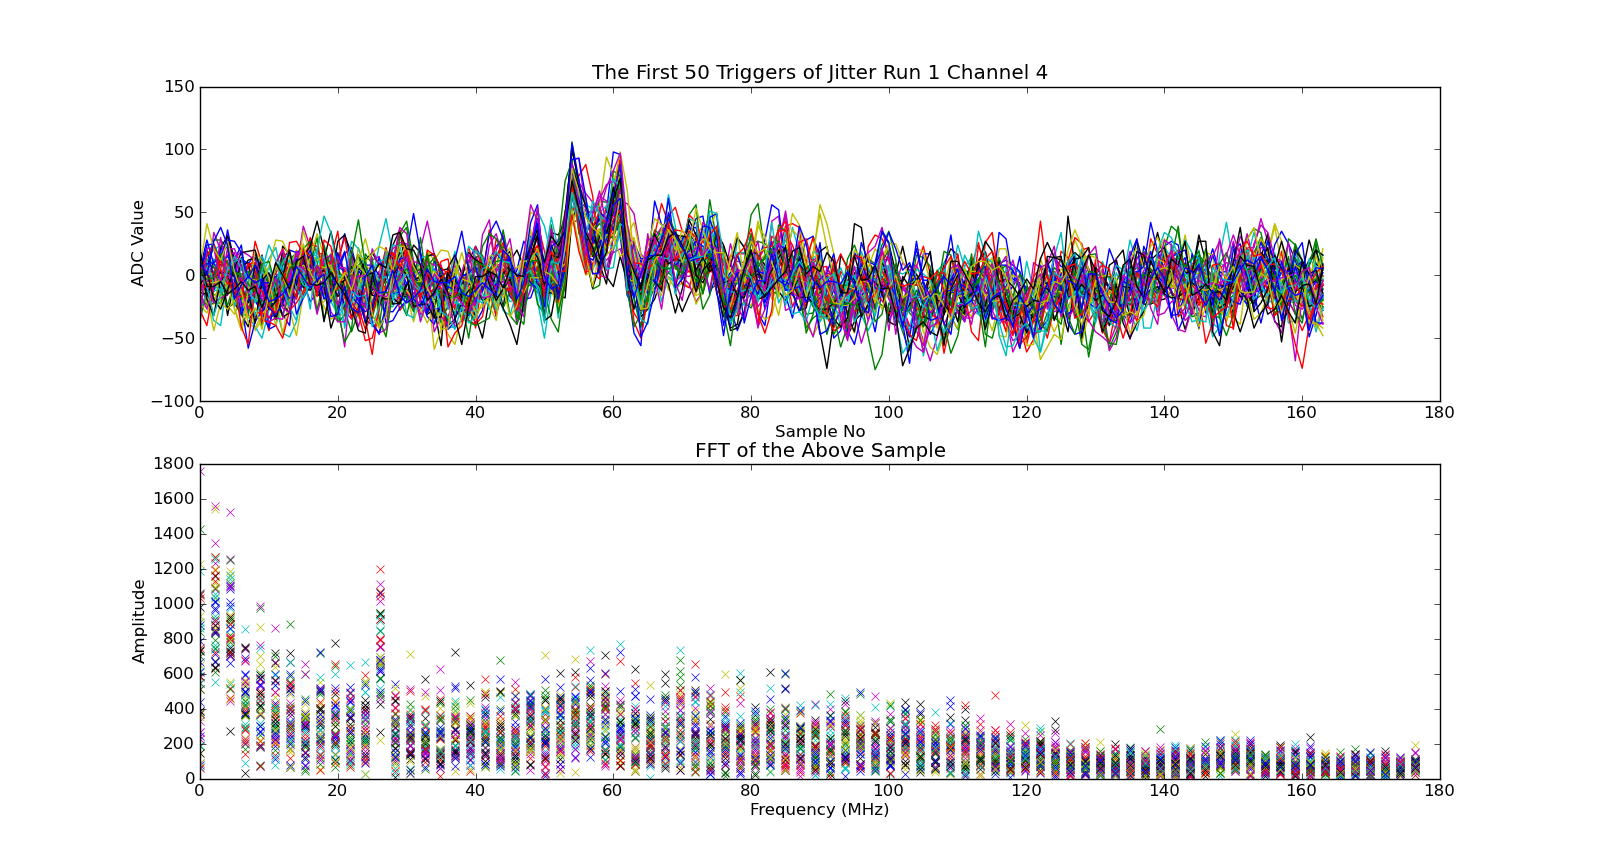 The First 50 Triggers of Jitter Run 1 Channel 4
150
100
50
0
−50
−100
ADC Value
0 20 40 60 80 100 120 140 160 180
Sample No
FFT of the Above Sample
1800
1600
1400
1200
1000
800
600
400
200
0
Amplitude
0 20 40 60 80 100 120 140 160 180
Frequency (MHz)